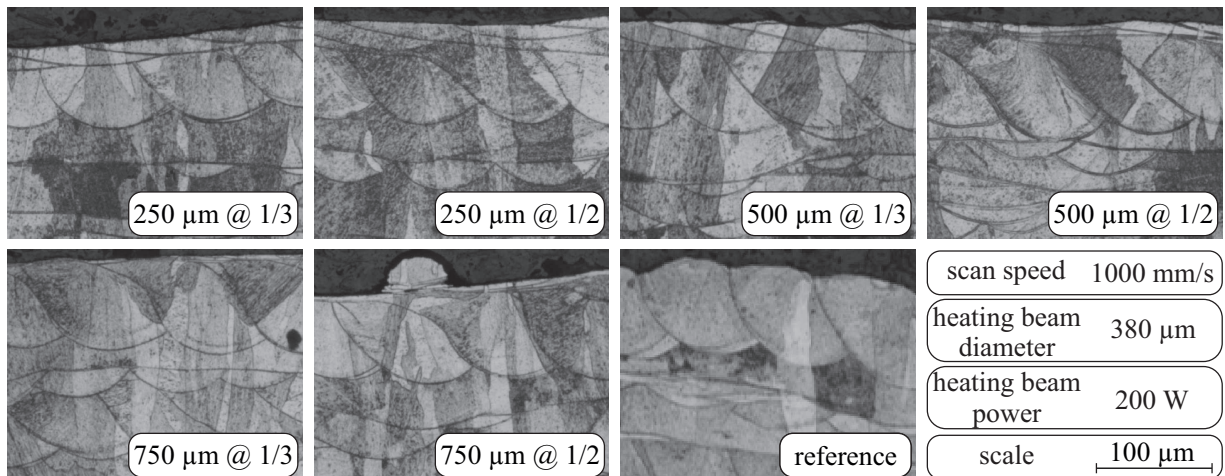 250 µm @ 1/3
250 µm @ 1/2
500 µm @ 1/3
500 µm @ 1/2
750 µm @ 1/3
750 µm @ 1/2
reference
scan speed 1000 mm/s
heating beam
diameter 380 µm
heating beam
power 200 W
scale 100 µm